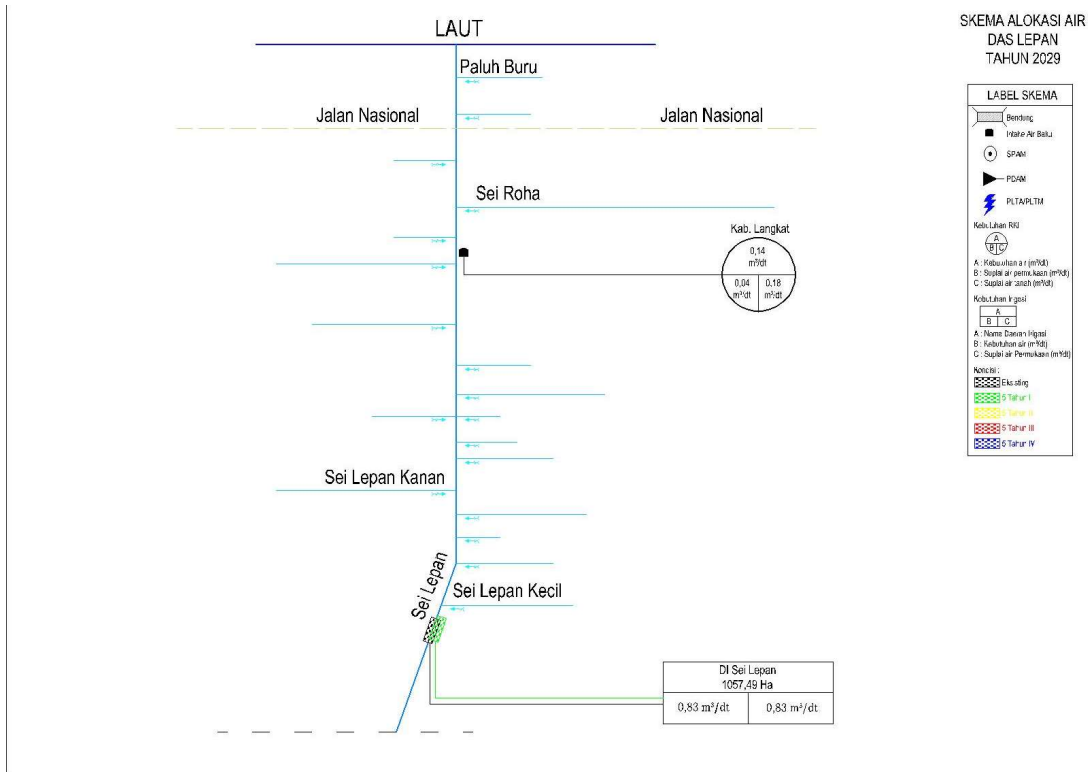 SKEMA ALOKASI AIR
DAS LEPAN
TAHUN 2029
LAUT
Paluh Buru
Jalan Nasional
Jalan Nasional
Sei Roha
Kab. Langkat
0,14
m³/dt
0,04
m³/dt
0,18
m³/dt
Sei Lepan Kanan
Sei Lepan
Sei Lepan Kecil
DI Sei Lepan
1057,49 Ha
0,83 m³/dt
0,83 m³/dt
LABEL SKEMA
Bendung
Intake Air Baku
SPAM
PDAM
PLTA/PLTM
Kebutuhan RKI
A
B C
A : Kebutuhan air (m³/dt)
B : Suplai air permukaan (m³/dt)
C : Suplai air tanah (m³/dt)
Kebutuhan Irigasi
A
B C
A : Nama Daerah Irigasi
B : Kebutuhan air (m³/dt)
C : Suplai air Permukaan (m³/dt)
Kondisi :
Eksisting
5 Tahun I
5 Tahun II
5 Tahun III
5 Tahun IV